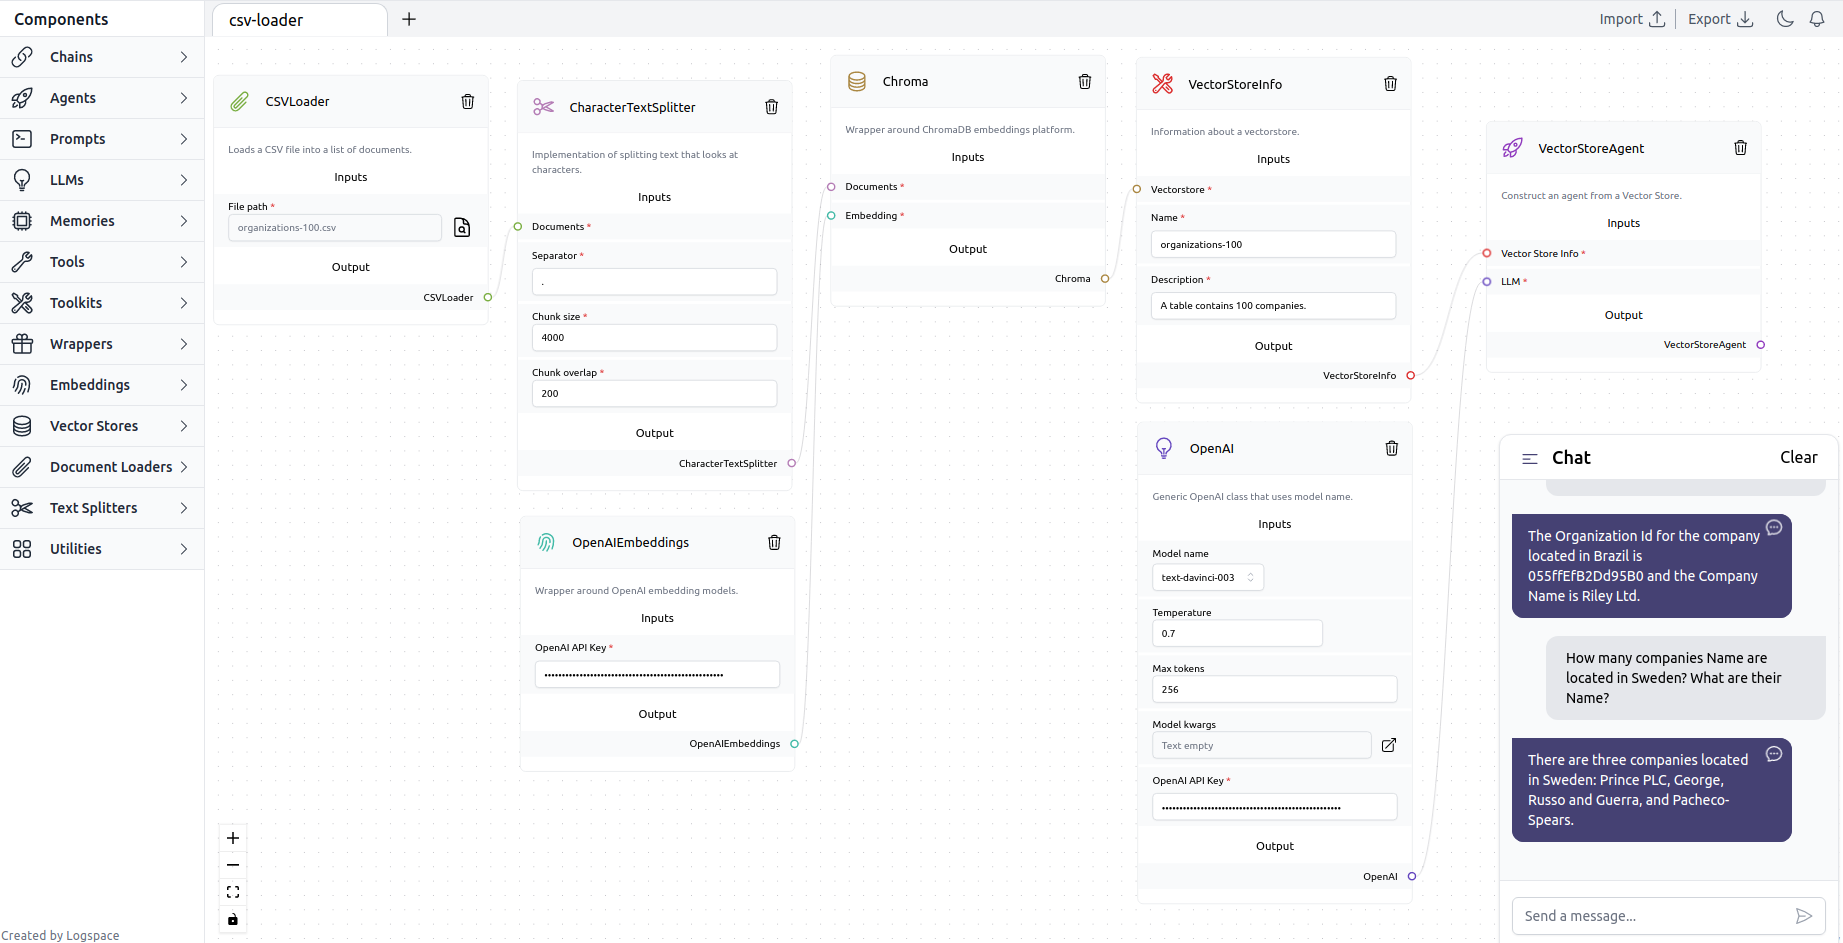 Components
csv-loader
+
Import
Export
Chains
Agents
Prompts
LLMs
Memories
Tools
Toolkits
Wrappers
Embeddings
Vector Stores
Document Loaders
Text Splitters
Utilities
Created by Logspace
CSVLoader
Loads a CSV file into a list of documents.
Inputs
File path *
organizations-100.csv
Output
CSVLoader
CharacterTextSplitter
Implementation of splitting text that looks at
characters.
Inputs
Documents *
Separator *
.
Chunk size *
4000
Chunk overlap *
200
Output
CharacterTextSplitter
OpenAIEmbeddings
Wrapper around OpenAI embedding models.
Inputs
OpenAI API Key *
••••••••••••••••••••••••••••••••••••••••••••••••••••
Output
OpenAIEmbeddings
Chroma
Wrapper around ChromaDB embeddings platform.
Inputs
Documents *
Embedding *
Output
Chroma
VectorStoreInfo
Information about a vectorstore.
Inputs
Vectorstore *
Name *
organizations-100
Description *
A table contains 100 companies.
Output
VectorStoreInfo
OpenAI
Generic OpenAI class that uses model name.
Inputs
Model name
text-davinci-003
Temperature
0.7
Max tokens
256
Model kwargs
Text empty
OpenAI API Key *
••••••••••••••••••••••••••••••••••••••••••••••••••••
Output
OpenAI
VectorStoreAgent
Construct an agent from a Vector Store.
Inputs
Vector Store Info *
LLM *
Output
VectorStoreAgent
Chat
Clear
The Organization Id for the company
located in Brazil is
055ffEfB2Dd95B0 and the Company
Name is Riley Ltd.
How many companies Name are
located in Sweden? What are their
Name?
There are three companies located
in Sweden: Prince PLC, George,
Russo and Guerra, and Pacheco-
Spears.
Send a message...